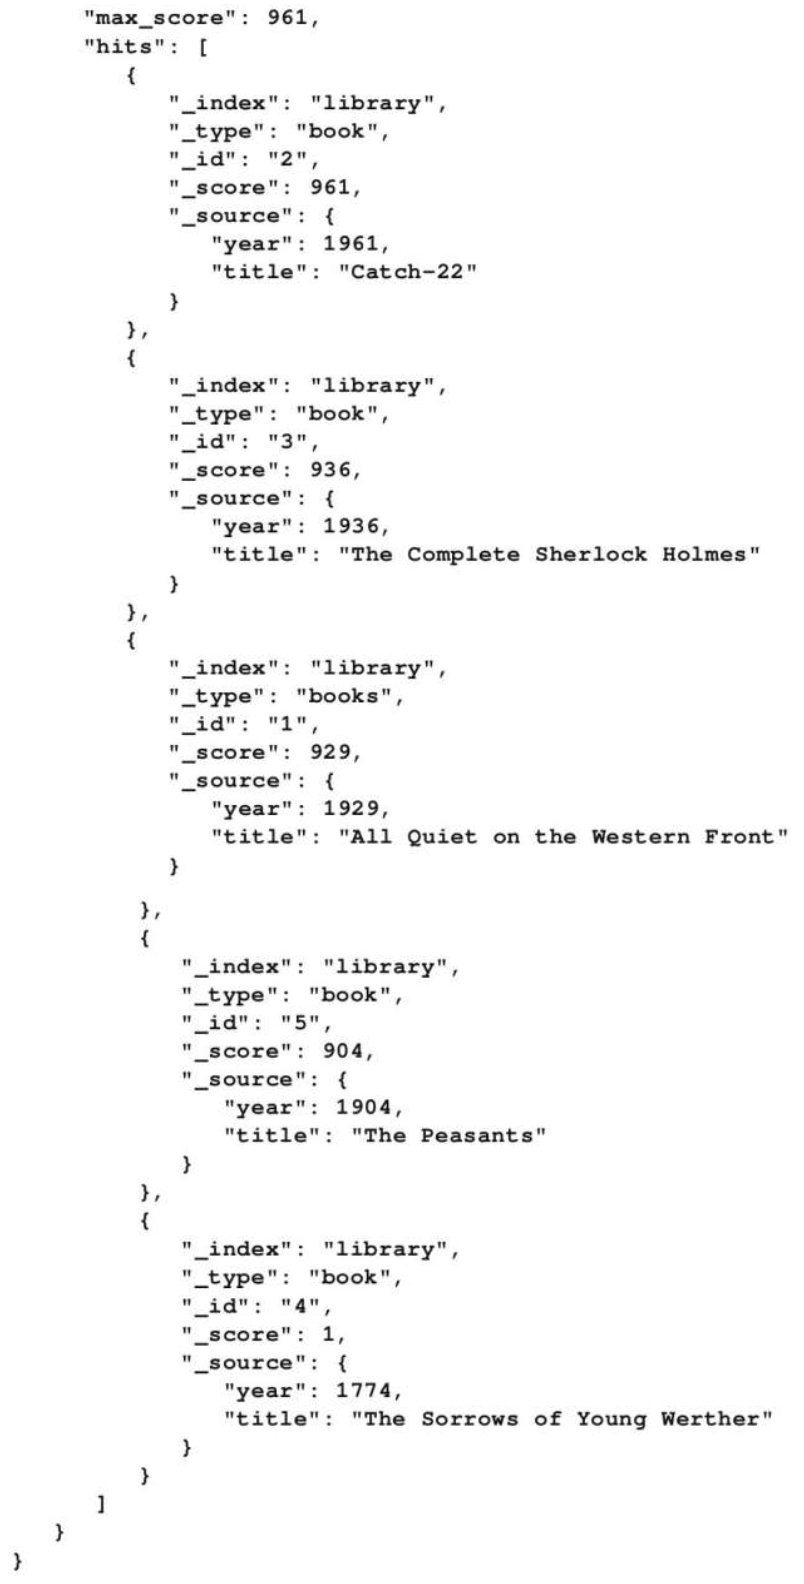 "max_score": 961,
"hits": [
{
"_index": "library",
"_type": "book",
"_id": "2",
"_score": 961,
"_source": {
"year": 1961,
"title": "Catch-22"
}
},
{
"_index": "library",
"_type": "book",
"_id": "3",
"_score": 936,
"_source": {
"year": 1936,
"title": "The Complete Sherlock Holmes"
}
},
{
"_index": "library",
"_type": "books",
"_id": "1",
"_score": 929,
"_source": {
"year": 1929,
"title": "All Quiet on the Western Front"
}
},
{
"_index": "library",
"_type": "book",
"_id": "5",
"_score": 904,
"_source": {
"year": 1904,
"title": "The Peasants"
}
},
{
"_index": "library",
"_type": "book",
"_id": "4",
"_score": 1,
"_source": {
"year": 1774,
"title": "The Sorrows of Young Werther"
}
}
]
}
}